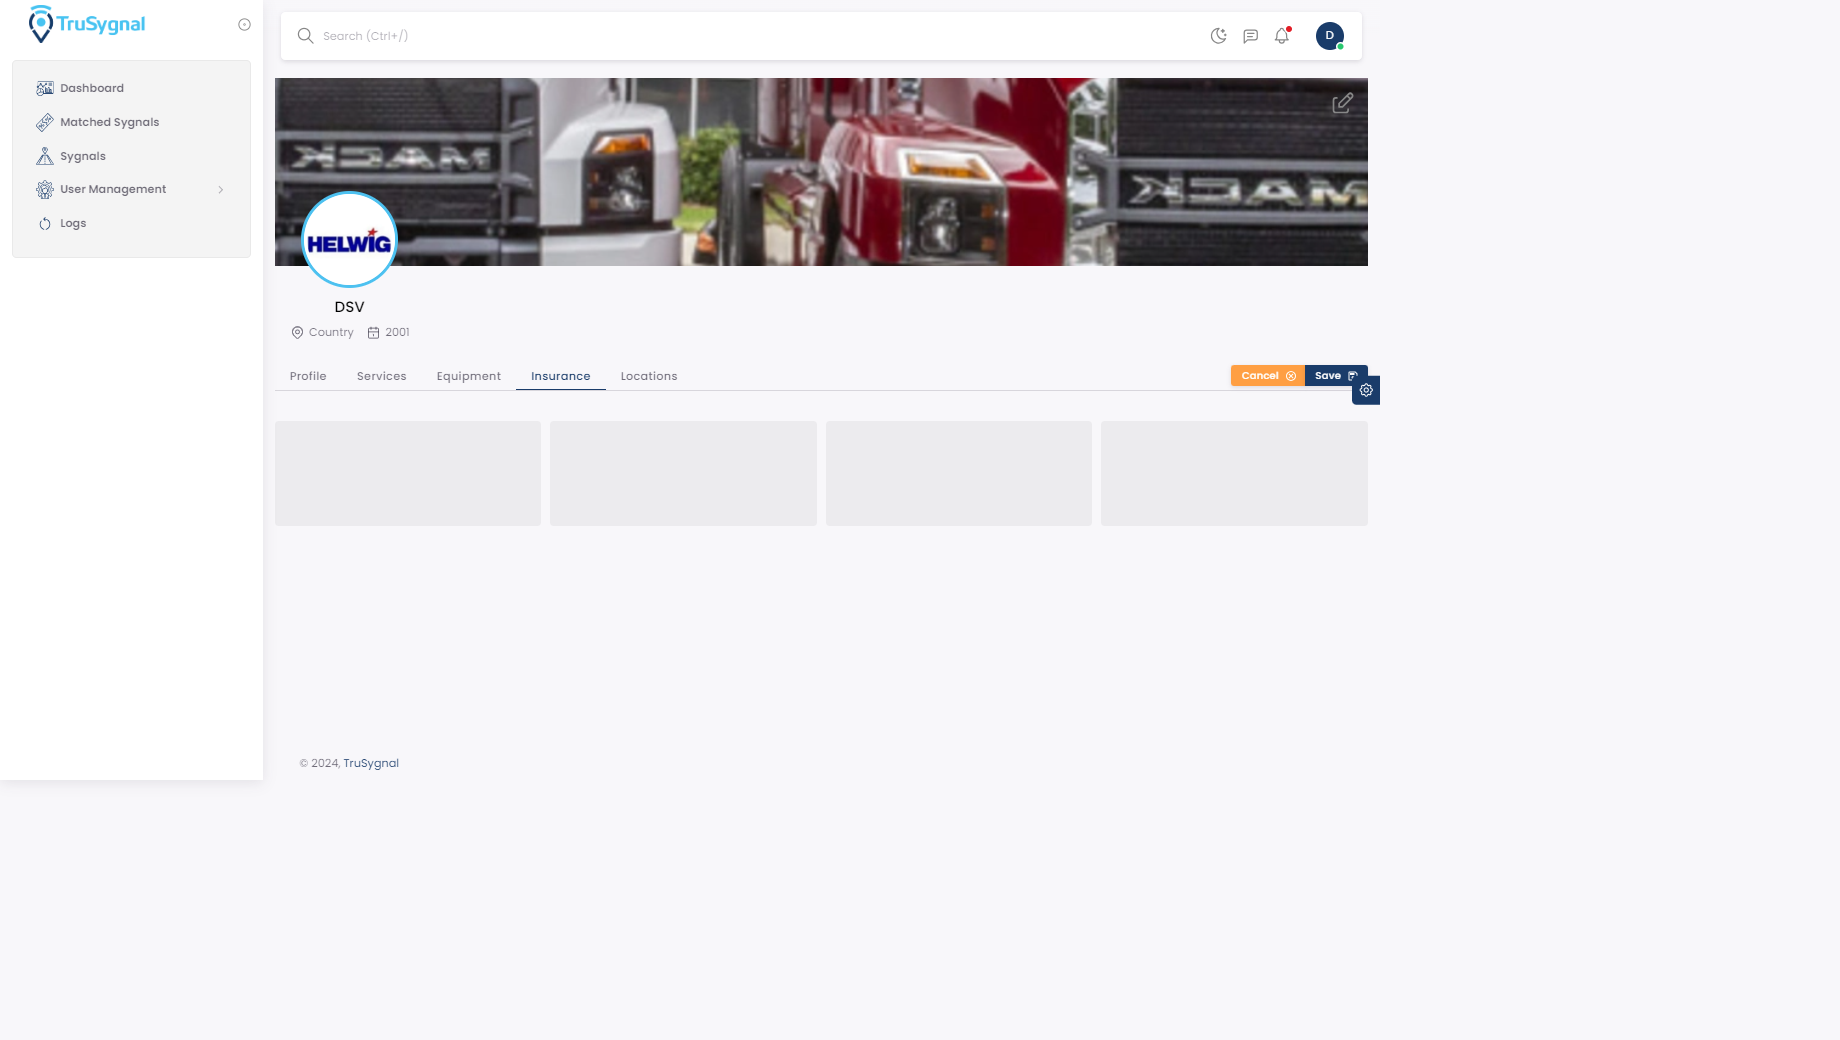 TruSygnal
Search (Ctrl+/)
D
Dashboard
Matched Sygnals
Sygnals
User Management
Logs
MACK
MACK
HELWIG
DSV
Country 2001
Profile Services Equipment Insurance Locations
Cancel Save
© 2024, TruSygnal